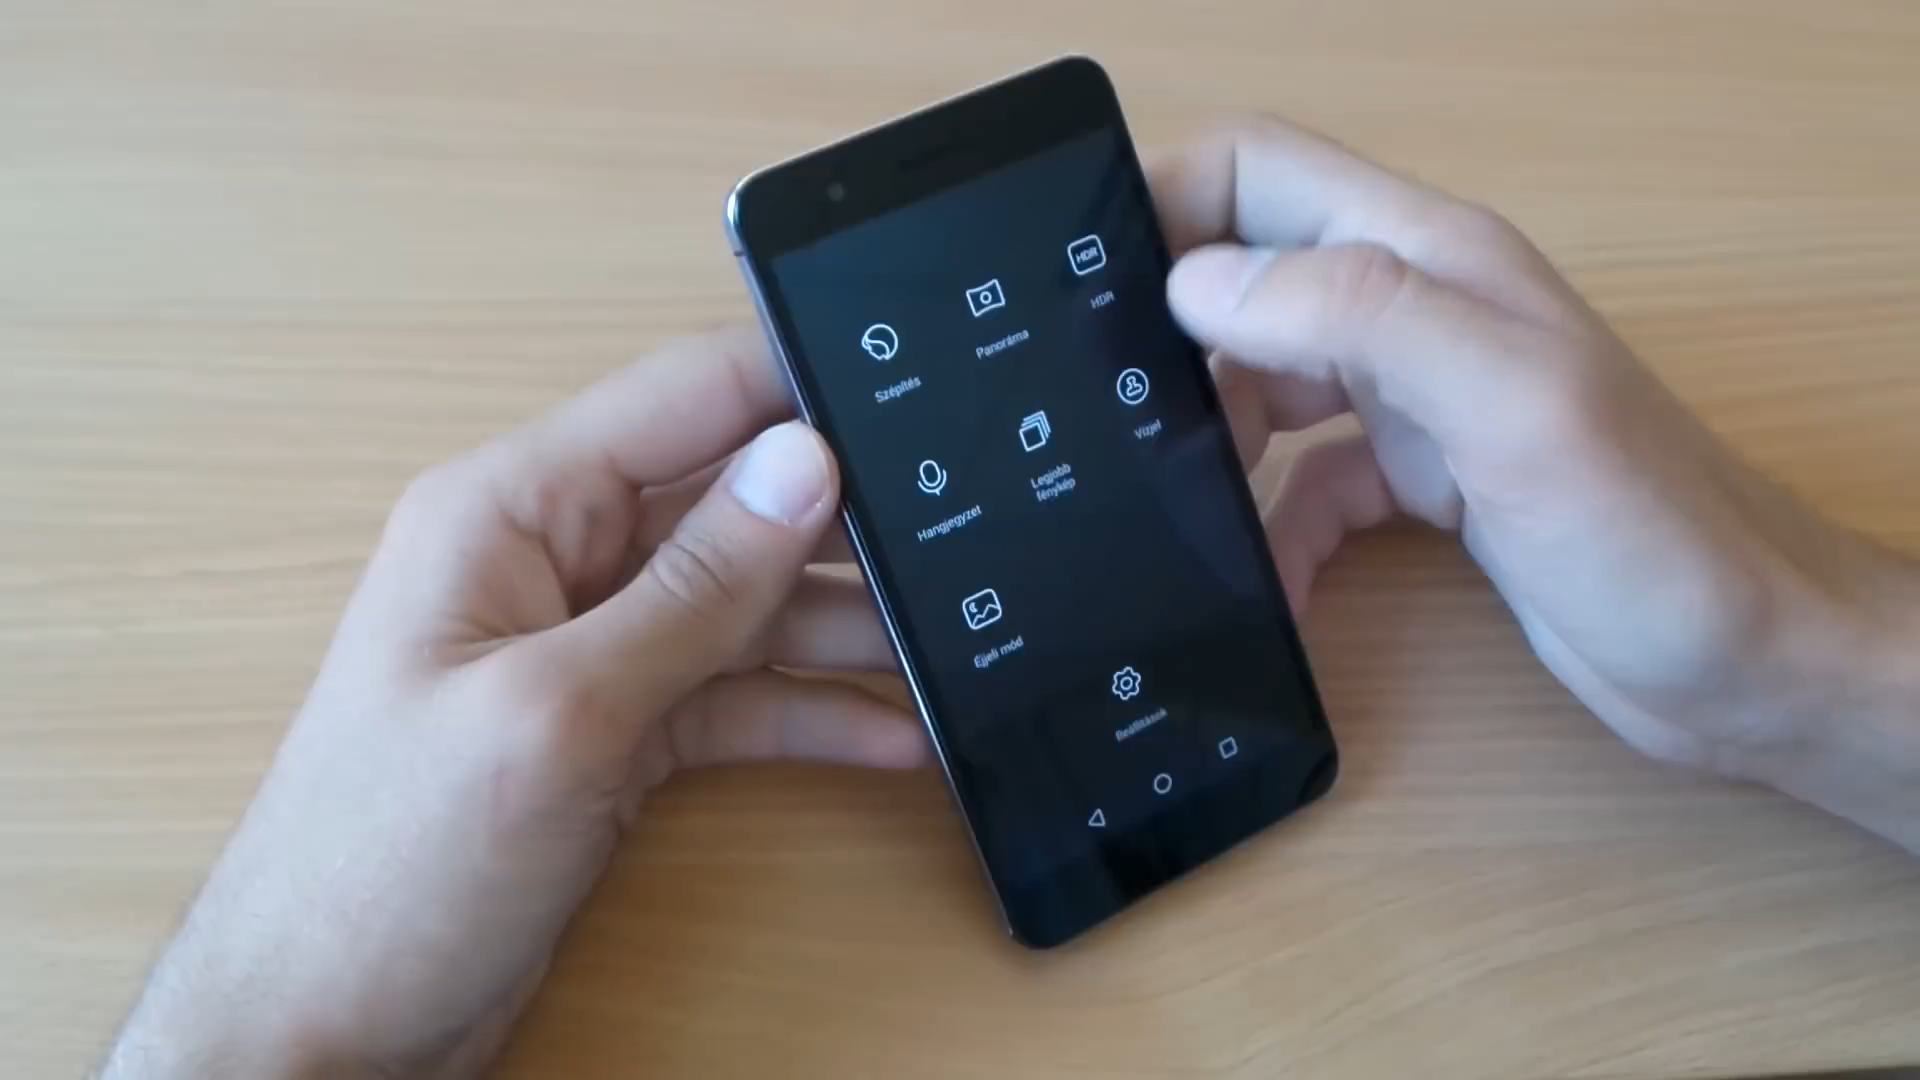 Szépítés
Panoráma
HDR
HDR
Hangjegyzet
Legjobb
fénykép
Vízjel
Éjjeli mód
Beállítások